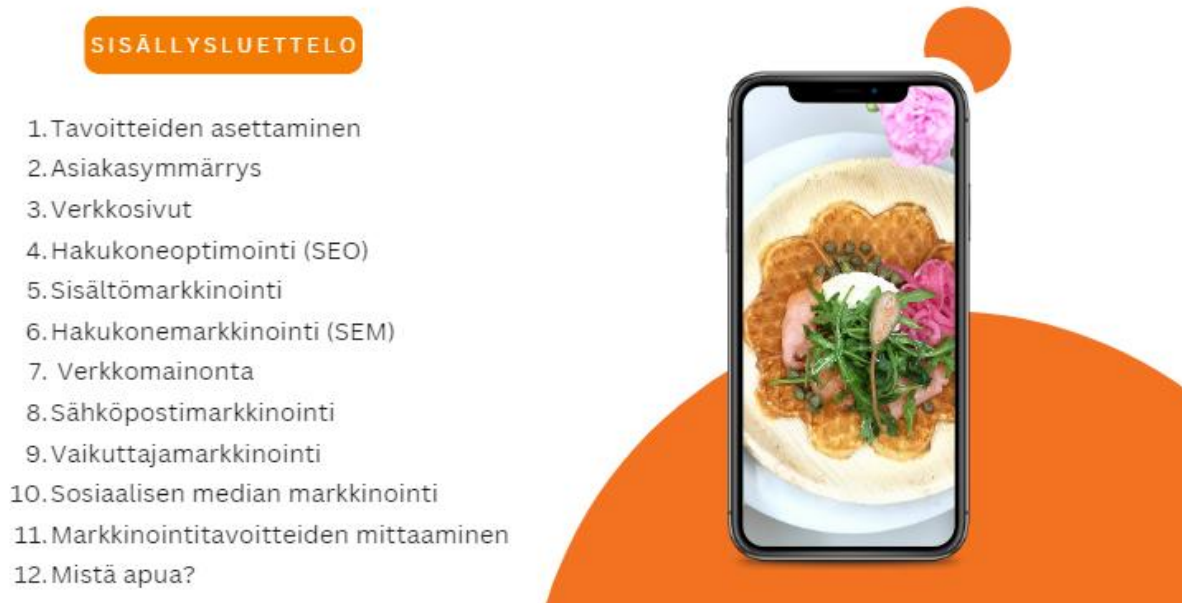 SISÄLLYSLUETTELO
1. Tavoitteiden asettaminen
2. Asiakasymmärrys
3. Verkkosivut
4. Hakukoneoptimointi (SEO)
5. Sisältömarkkinointi
6. Hakukonemarkkinointi (SEM)
7. Verkkomainonta
8. Sähköpostimarkkinointi
9. Vaikuttajamarkkinointi
10. Sosiaalisen median markkinointi
11. Markkinointitavoitteiden mittaaminen
12. Mistä apua?